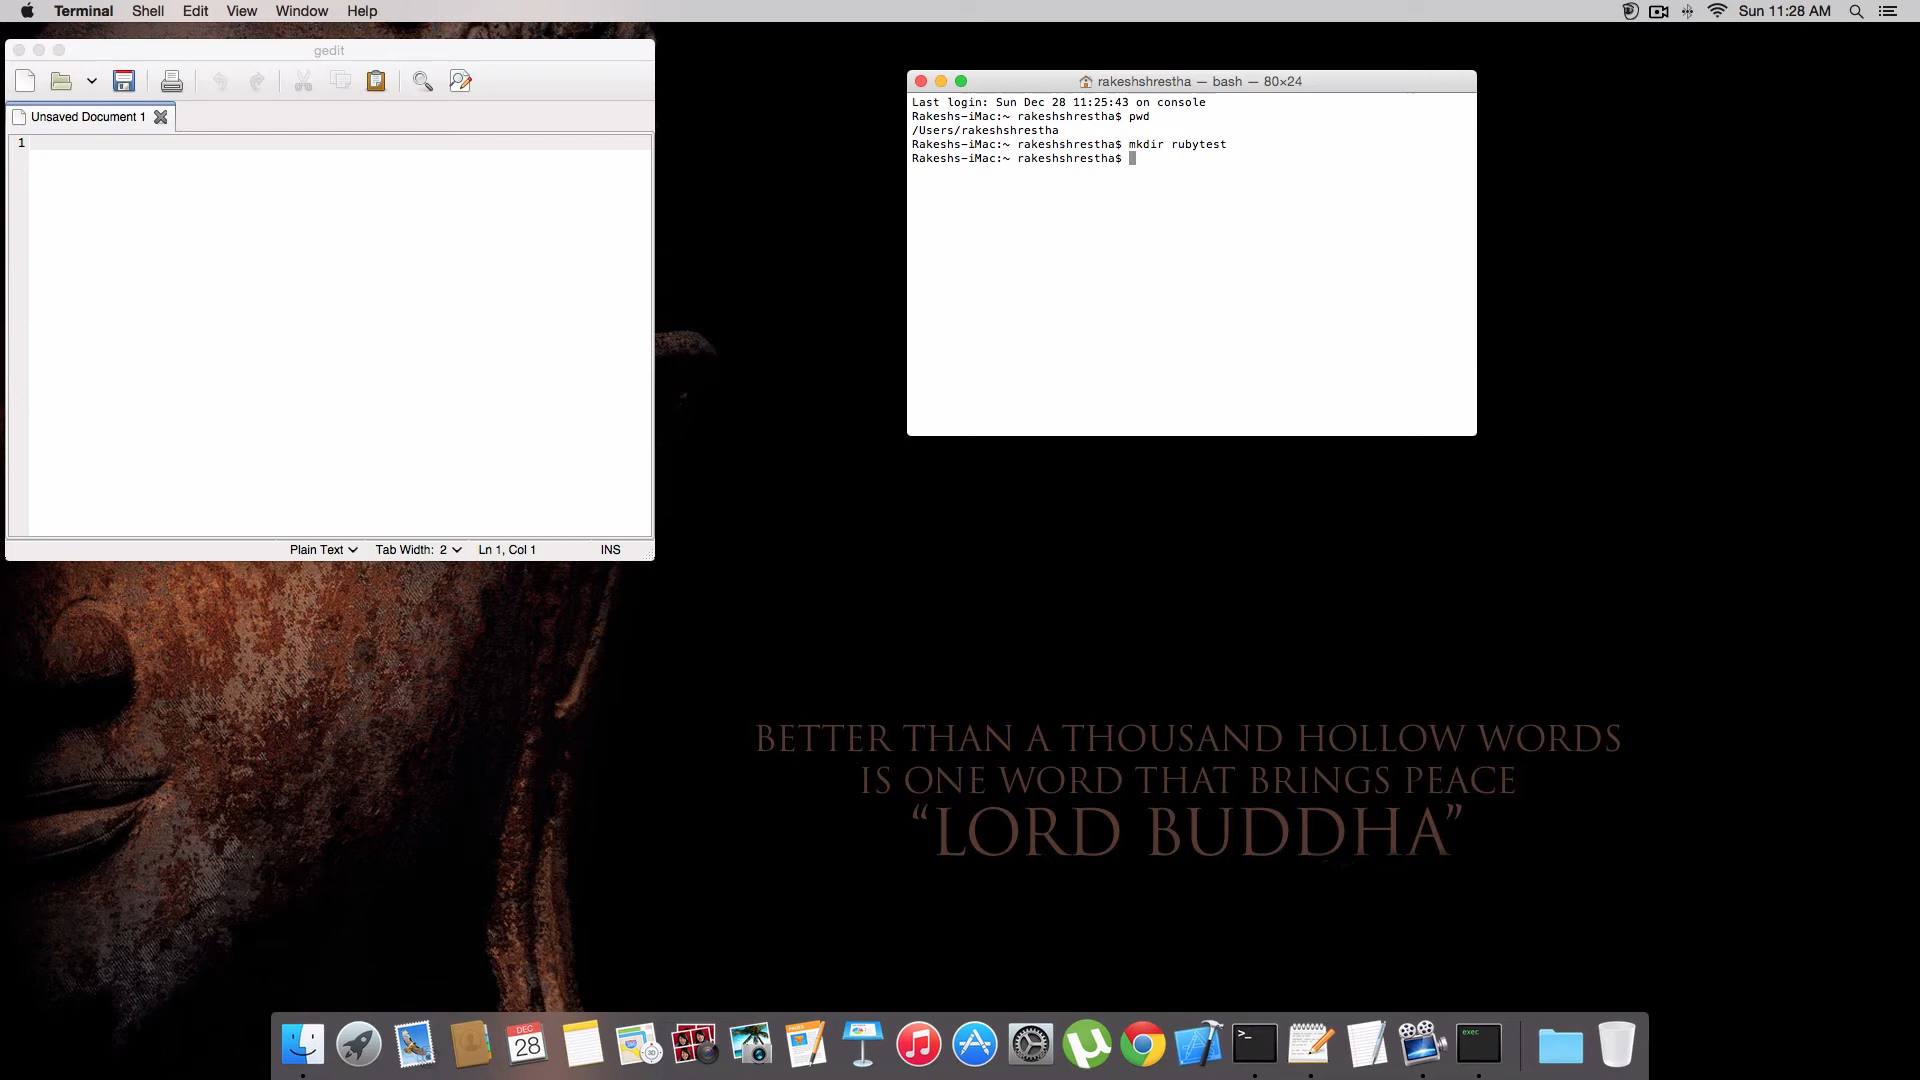 Terminal Shell Edit View Window Help
Sun 11:28 AM
gedit
Unsaved Document 1
1
Plain Text Tab Width: 2 Ln 1, Col 1 INS
rakeshshrestha — bash — 80×24
Last login: Sun Dec 28 11:25:43 on console
Rakeshs-iMac:~ rakeshshrestha$ pwd
/Users/rakeshshrestha
Rakeshs-iMac:~ rakeshshrestha$ mkdir rubytest
Rakeshs-iMac:~ rakeshshrestha$
BETTER THAN A THOUSAND HOLLOW WORDS
IS ONE WORD THAT BRINGS PEACE
“LORD BUDDHA”
DEC
28
exec